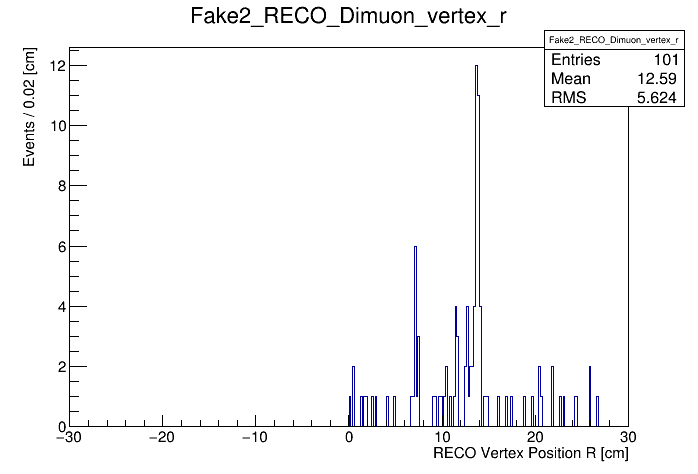 Fake2_RECO_Dimuon_vertex_r
Fake2_RECO_Dimuon_vertex_r
Entries 101
Mean 12.59
RMS 5.624
Events / 0.02 [cm]
12
10
8
6
4
2
0
−30 −20 −10 0 10 20 30
RECO Vertex Position R [cm]